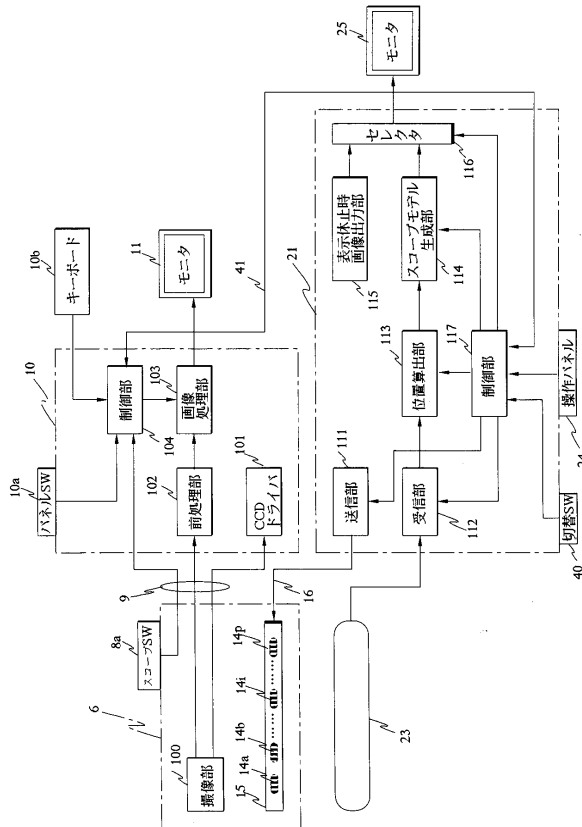 6
スコープSW
8a
撮像部
100
9
15
14a
14b
14i
14p
16
23
10
パネルSW
10a
キーボード
10b
制御部
104
前処理部
102
画像
処理部
103
CCD
ドライバ
101
モニタ
11
41
21
送信部
111
受信部
112
位置算出部
113
スコープモデル
生成部
114
表示休止時
画像出力部
115
セレクタ
116
制御部
117
切替SW
40
操作パネル
24
モニタ
25